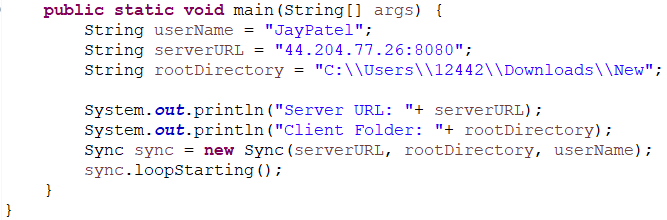 public static void main(String[] args) {
String userName = "JayPatel";
String serverURL = "44.204.77.26:8080";
String rootDirectory = "C:\\Users\\12442\\Downloads\\New";
System.out.println("Server URL: "+ serverURL);
System.out.println("Client Folder: "+ rootDirectory);
Sync sync = new Sync(serverURL, rootDirectory, userName);
sync.loopStarting();
}
}